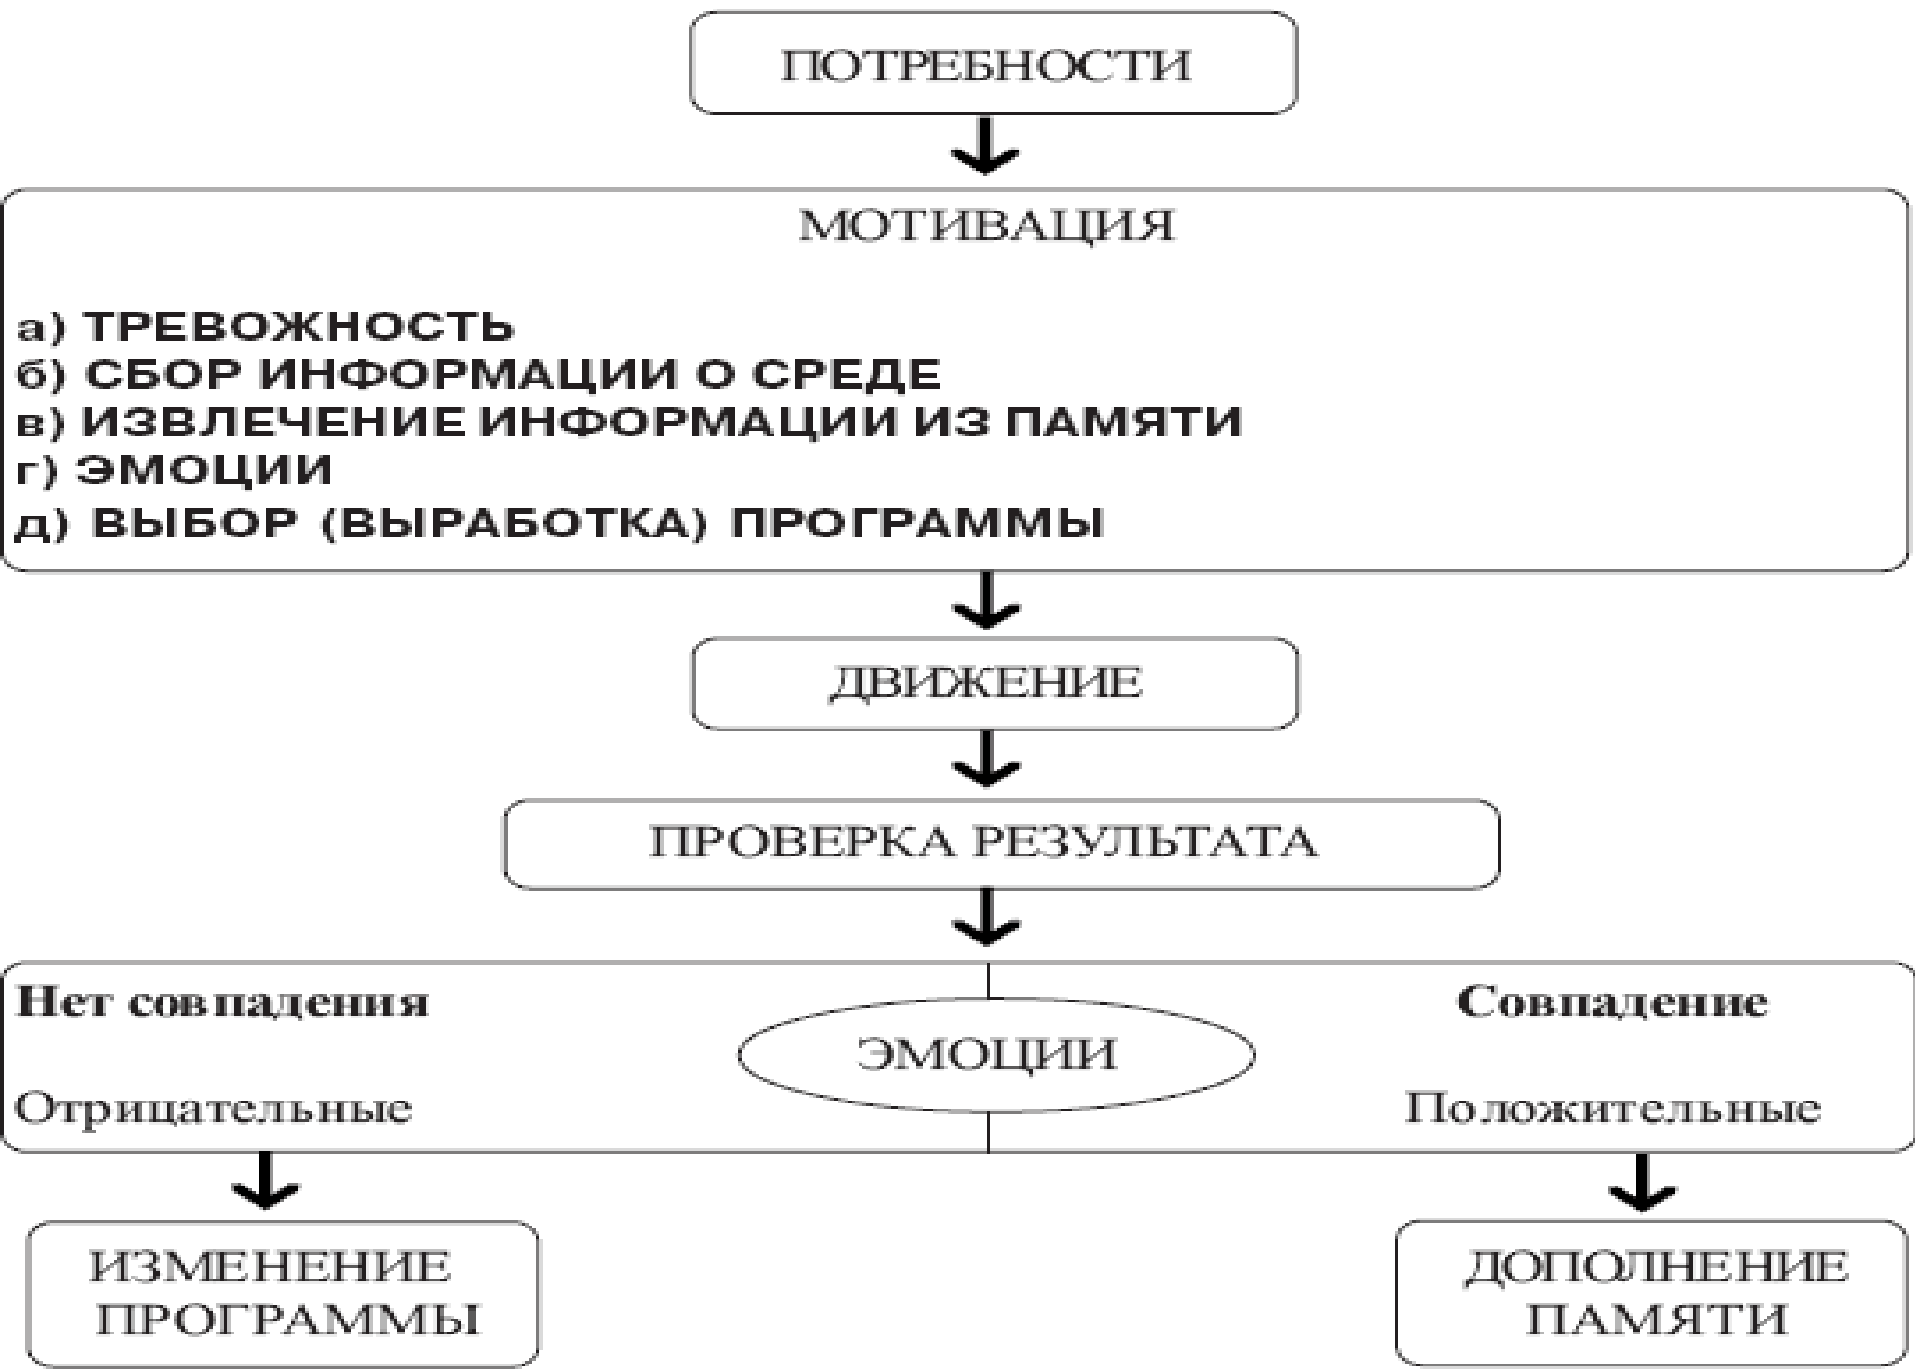 ПОТРЕБНОСТИ
МОТИВАЦИЯ
а) ТРЕВОЖНОСТЬ
б) СБОР ИНФОРМАЦИИ О СРЕДЕ
в) ИЗВЛЕЧЕНИЕ ИНФОРМАЦИИ ИЗ ПАМЯТИ
г) ЭМОЦИИ
д) ВЫБОР (ВЫРАБОТКА) ПРОГРАММЫ
ДВИЖЕНИЕ
ПРОВЕРКА РЕЗУЛЬТАТА
Нет совпадения
Совпадение
ЭМОЦИИ
Отрицательные
Положительные
ИЗМЕНЕНИЕ
ПРОГРАММЫ
ДОПОЛНЕНИЕ
ПАМЯТИ